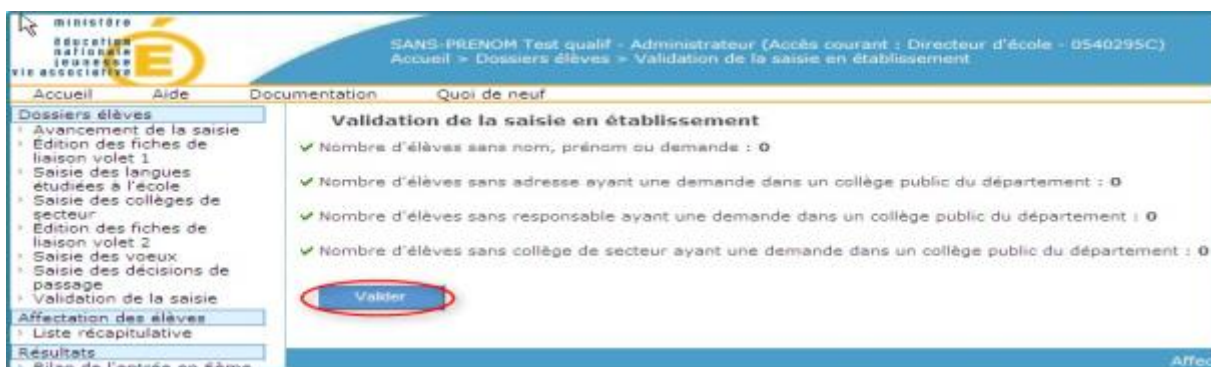 ministère
éducation
nationale
jeunesse
vie associative
SANS-PRENOM Test qualif - Administrateur (Accès courant : Directeur d'école - 0540295C)
Accueil > Dossiers élèves > Validation de la saisie en établissement
Accueil Aide Documentation Quoi de neuf
Dossiers élèves
Avancement de la saisie
Édition des fiches de
liaison volet 1
Saisie des langues
étudiées à l'école
Saisie des collèges de
secteur
Édition des fiches de
liaison volet 2
Saisie des voeux
Saisie des décisions de
passage
Validation de la saisie
Affectation des élèves
Liste récapitulative
Résultats
Bilan de l'entrée en 6ème
Validation de la saisie en établissement
Nombre d'élèves sans nom, prénom ou demande : 0
Nombre d'élèves sans adresse ayant une demande dans un collège public du département : 0
Nombre d'élèves sans responsable ayant une demande dans un collège public du département : 0
Nombre d'élèves sans collège de secteur ayant une demande dans un collège public du département : 0
Valider
Affec